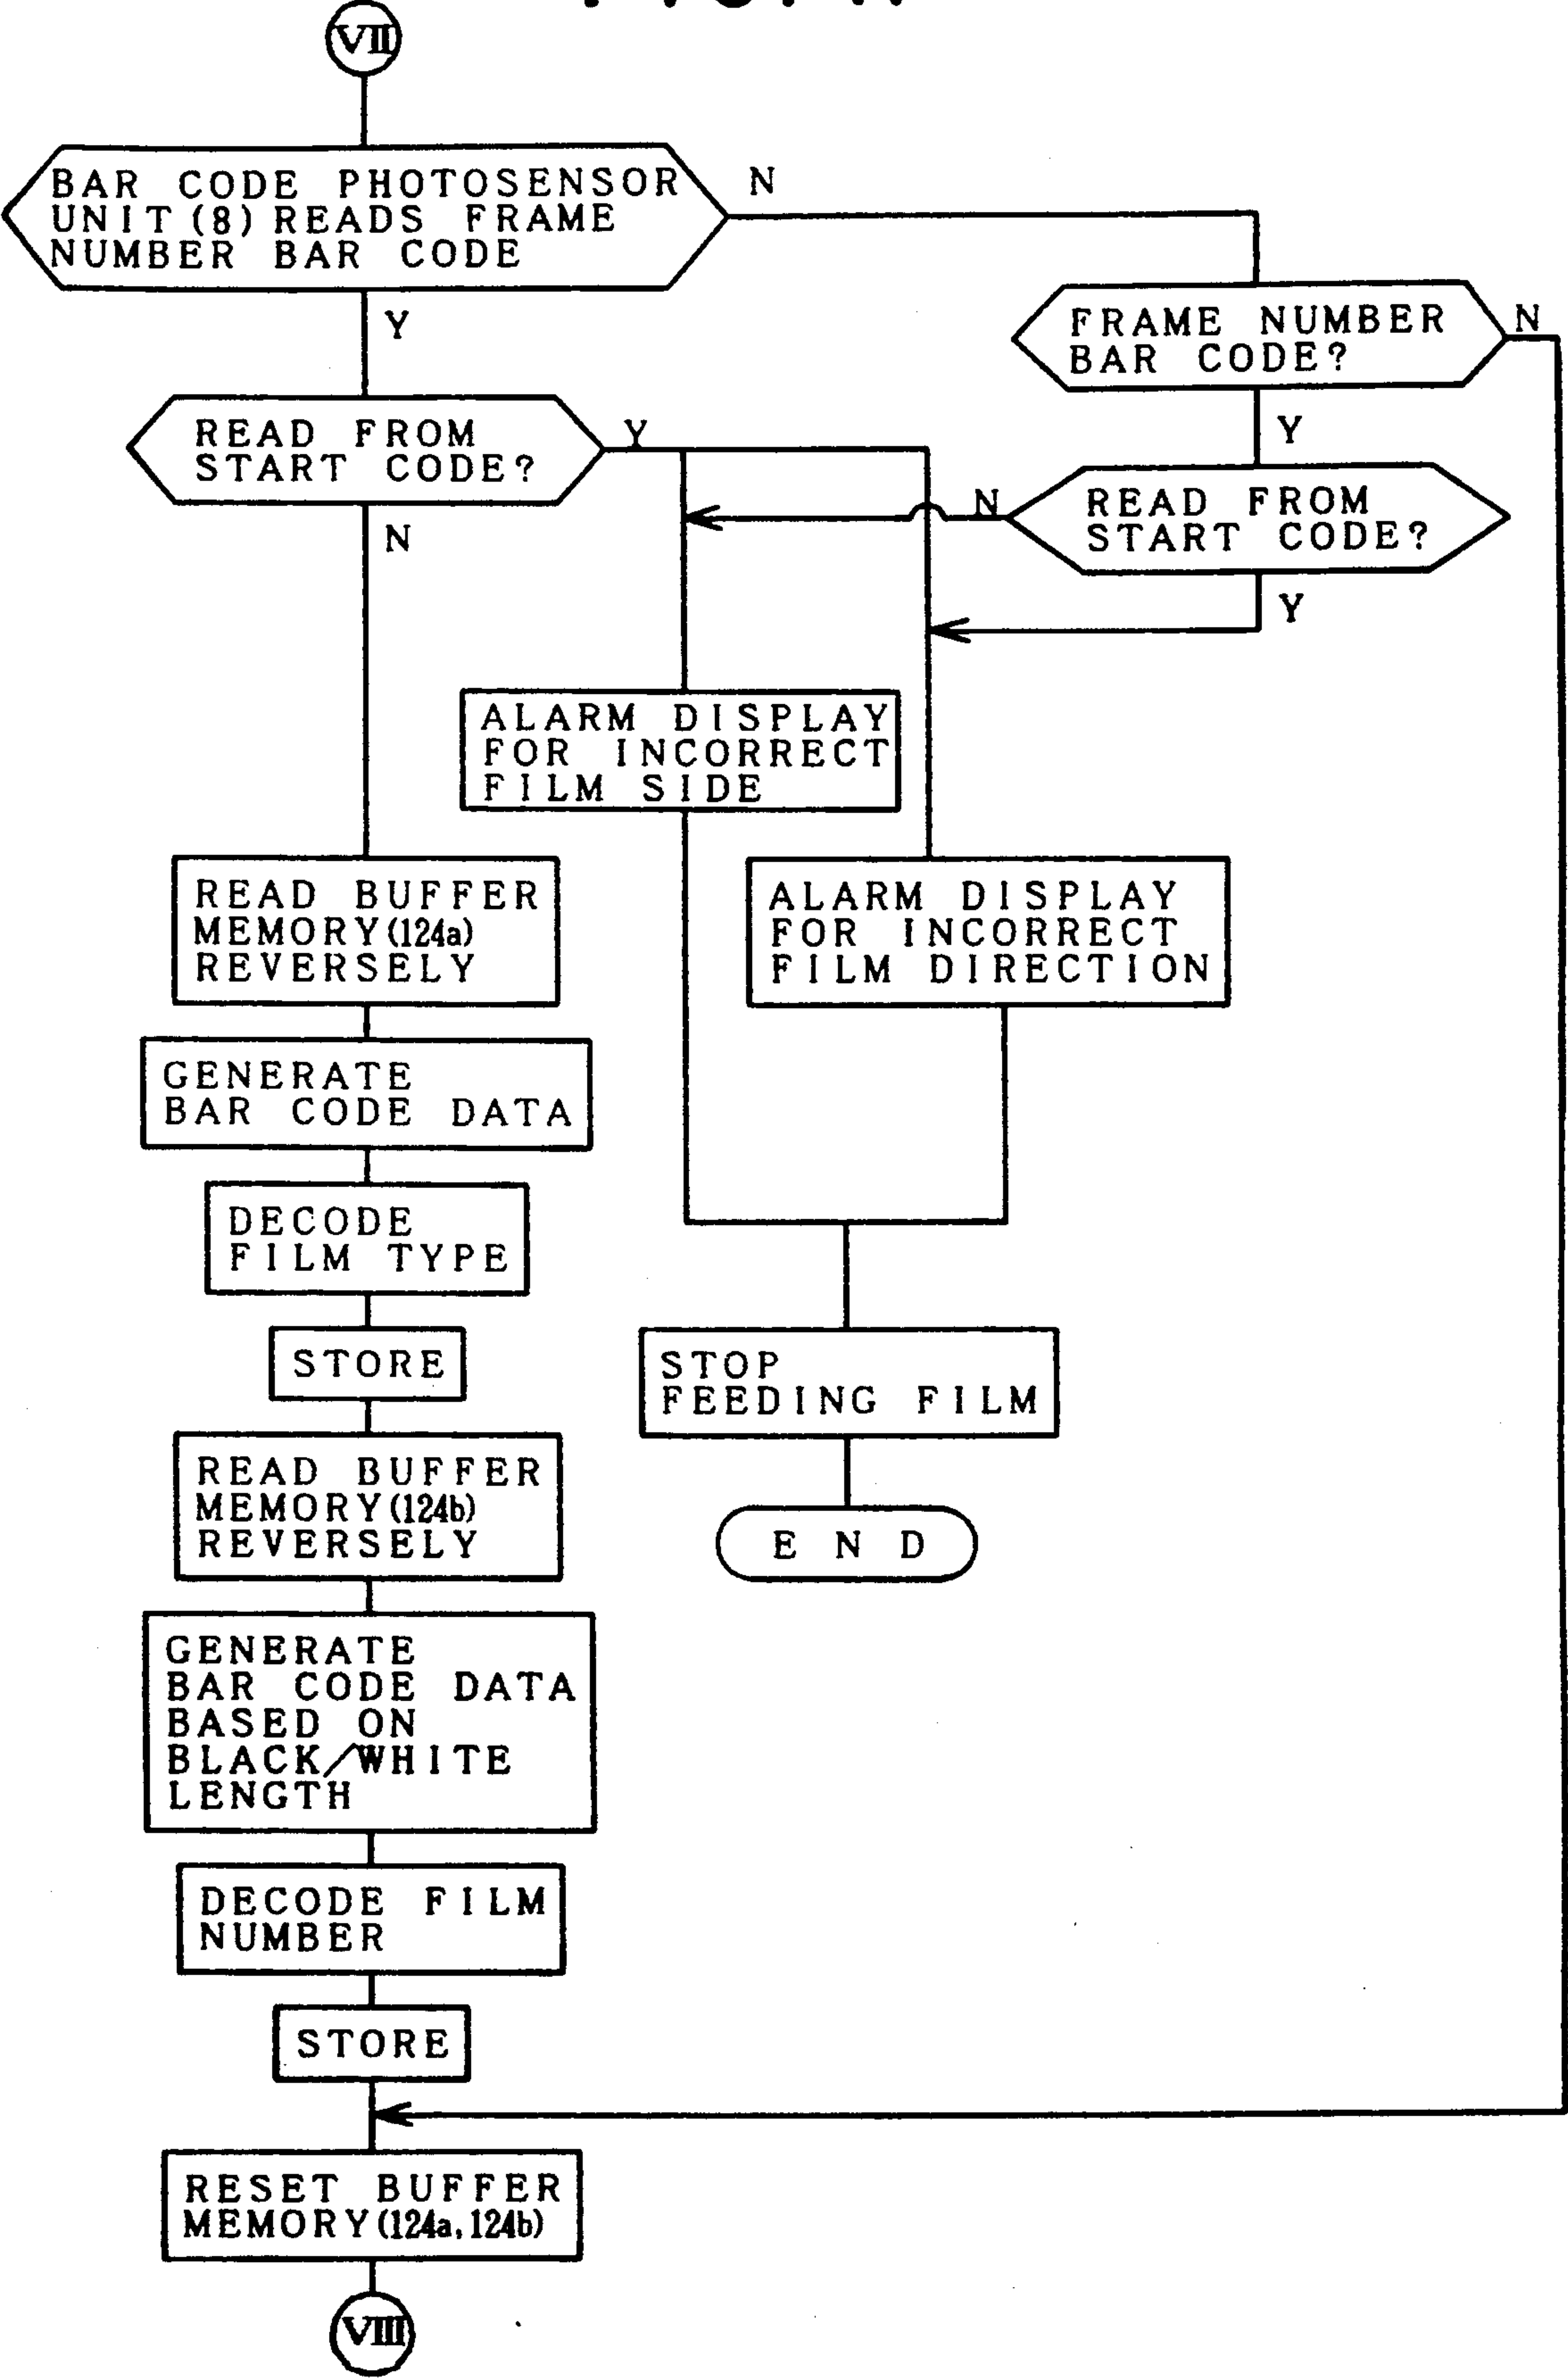 VII
BAR CODE PHOTOSENSOR
UNIT(8) READS FRAME
NUMBER BAR CODE
N
Y
FRAME NUMBER
BAR CODE?
N
Y
READ FROM
START CODE?
Y
N
READ FROM
START CODE?
N
Y
ALARM DISPLAY
FOR INCORRECT
FILM SIDE
ALARM DISPLAY
FOR INCORRECT
FILM DIRECTION
READ BUFFER
MEMORY(124a)
REVERSELY
GENERATE
BAR CODE DATA
DECODE
FILM TYPE
STORE
STOP
FEEDING FILM
END
READ BUFFER
MEMORY(124b)
REVERSELY
GENERATE
BAR CODE DATA
BASED ON
BLACK/WHITE
LENGTH
DECODE FILM
NUMBER
STORE
RESET BUFFER
MEMORY(124a,124b)
VIII